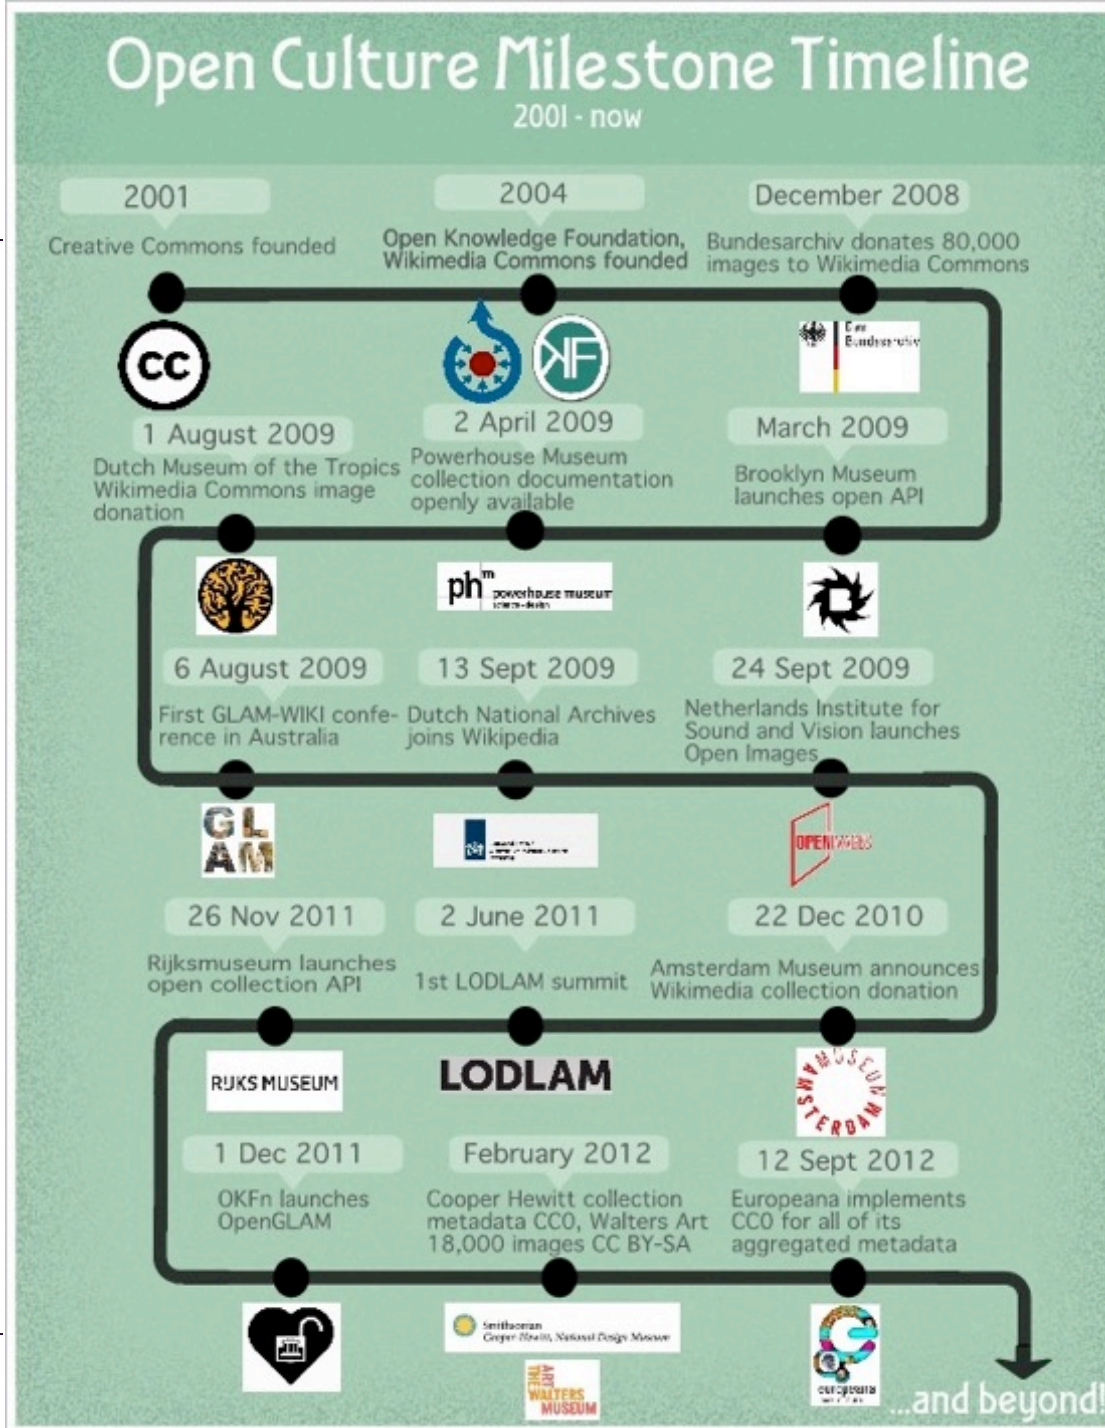 Open Culture Milestone Timeline
2001 - now
2001
Creative Commons founded
2004
Open Knowledge Foundation,
Wikimedia Commons founded
December 2008
Bundesarchiv donates 80,000
images to Wikimedia Commons
CC
KF
Bundesarchiv
March 2009
Brooklyn Museum
launches open API
2 April 2009
Powerhouse Museum
collection documentation
openly available
1 August 2009
Dutch Museum of the Tropics
Wikimedia Commons image
donation
phm
powerhouse museum
science+design
B
6 August 2009
First GLAM-WIKI confe-
rence in Australia
13 Sept 2009
Dutch National Archives
joins Wikipedia
24 Sept 2009
Netherlands Institute for
Sound and Vision launches
Open Images
GL
AM
OPENIMAGES
22 Dec 2010
Amsterdam Museum announces
Wikimedia collection donation
2 June 2011
1st LODLAM summit
26 Nov 2011
Rijksmuseum launches
open collection API
RIJKS MUSEUM
LODLAM
AMSTERDAM MUSEUM
1 Dec 2011
OKFn launches
OpenGLAM
February 2012
Cooper Hewitt collection
metadata CC0, Walters Art
18,000 images CC BY-SA
12 Sept 2012
Europeana implements
CC0 for all of its
aggregated metadata
Smithsonian
Cooper-Hewitt, National Design Museum
THE WALTERS ART MUSEUM
europeana
...and beyond!